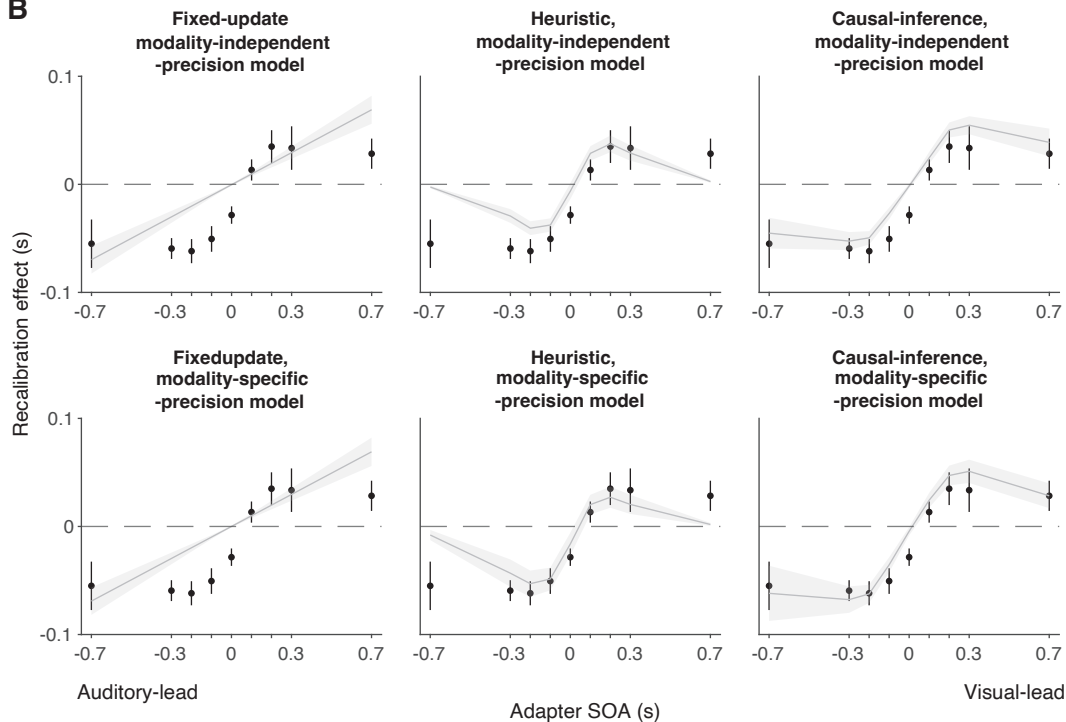 B
Fixed-update
modality-independent
-precision model
Heuristic,
modality-independent
-precision model
Causal-inference,
modality-independent
-precision model
0.1
0
-0.1
-0.7 -0.3 0 0.3 0.7
-0.7 -0.3 0 0.3 0.7
-0.7 -0.3 0 0.3 0.7
Recalibration effect (s)
Fixedupdate,
modality-specific
-precision model
Heuristic,
modality-specific
-precision model
Causal-inference,
modality-specific
-precision model
0.1
0
-0.1
-0.7 -0.3 0 0.3 0.7
-0.7 -0.3 0 0.3 0.7
-0.7 -0.3 0 0.3 0.7
Auditory-lead
Visual-lead
Adapter SOA (s)